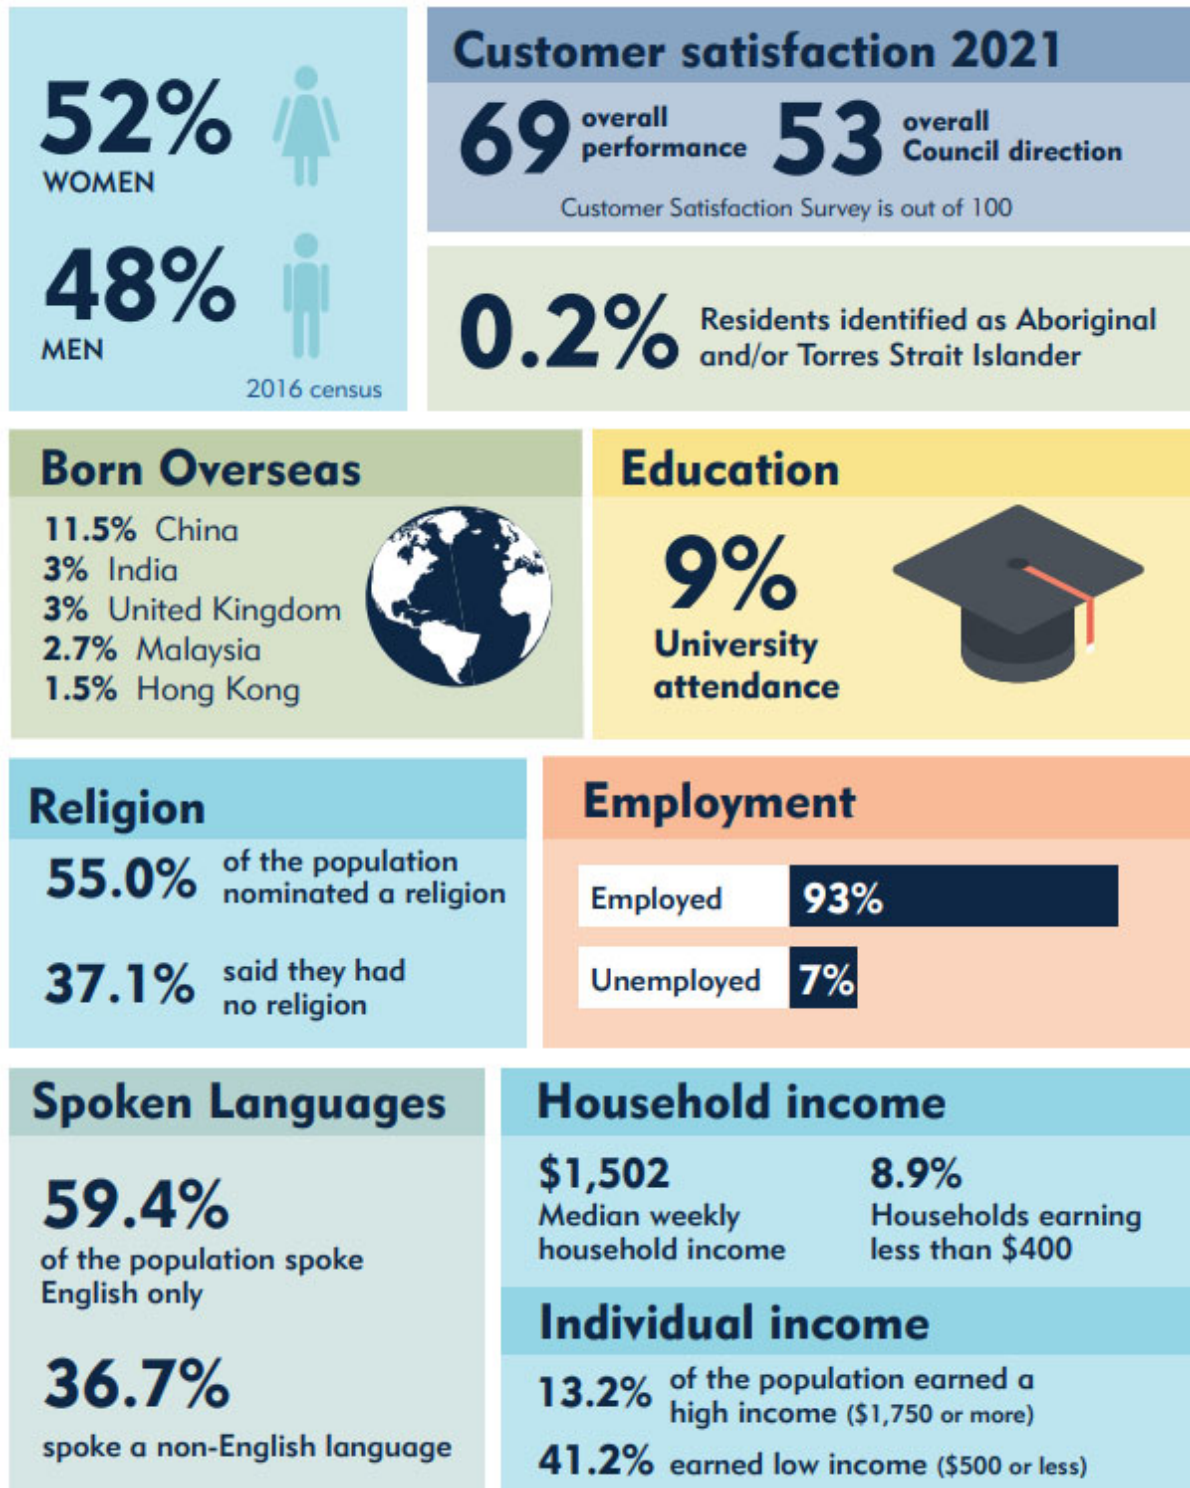 52%
WOMEN
48%
MEN
2016 census
Customer satisfaction 2021
69 overall performance
53 overall Council direction
Customer Satisfaction Survey is out of 100
0.2% Residents identified as Aboriginal
and/or Torres Strait Islander
Born Overseas
11.5% China
3% India
3% United Kingdom
2.7% Malaysia
1.5% Hong Kong
Education
9%
University
attendance
Religion
55.0% of the population
nominated a religion
37.1% said they had
no religion
Employment
Employed 93%
Unemployed 7%
Spoken Languages
59.4%
of the population spoke
English only
36.7%
spoke a non-English language
Household income
$1,502
Median weekly
household income
8.9%
Households earning
less than $400
Individual income
13.2% of the population earned a
high income ($1,750 or more)
41.2% earned low income ($500 or less)